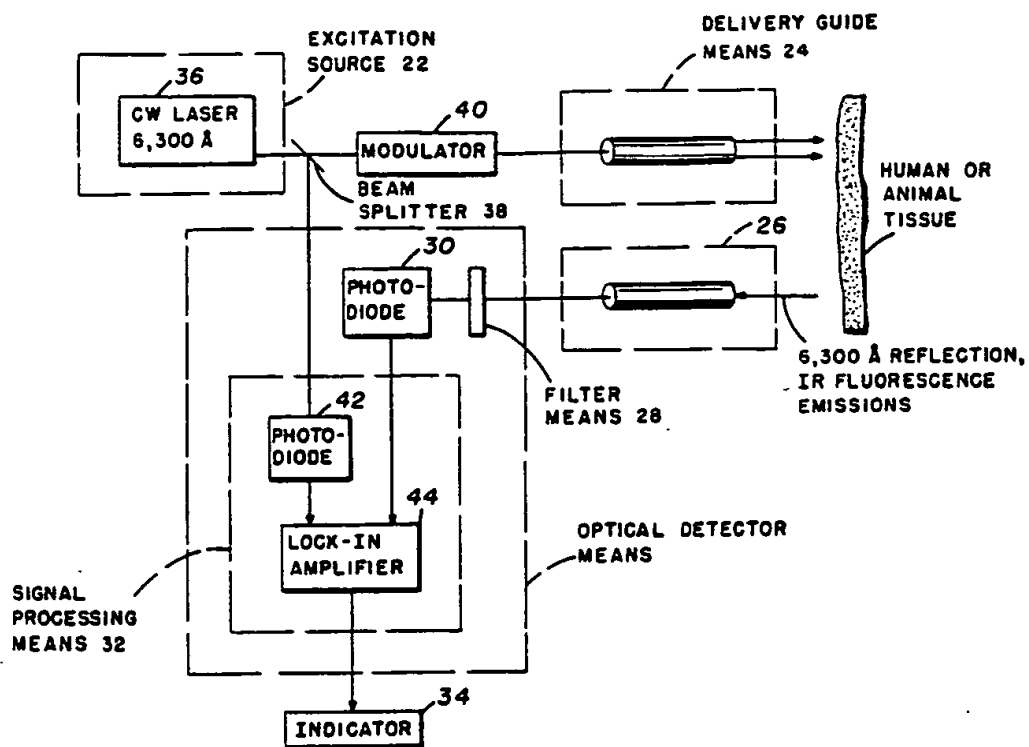 EXCITATION
SOURCE 22
36
CW LASER
6,300 Å
40
MODULATOR
BEAM
SPLITTER 38
DELIVERY GUIDE
MEANS 24
HUMAN OR
ANIMAL
TISSUE
26
6,300 Å REFLECTION,
IR FLUORESCENCE
EMISSIONS
30
PHOTO-
DIODE
FILTER
MEANS 28
42
PHOTO-
DIODE
44
LOCK-IN
AMPLIFIER
OPTICAL DETECTOR
MEANS
SIGNAL
PROCESSING
MEANS 32
34
INDICATOR